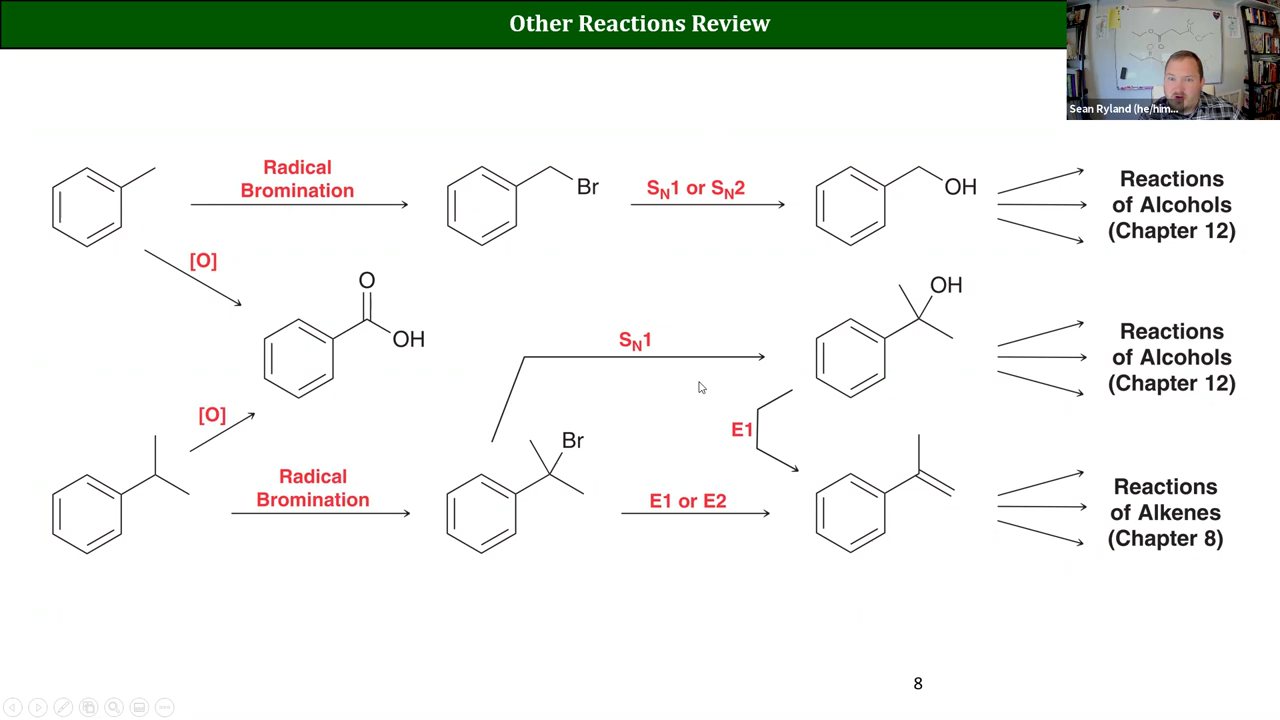 Other Reactions Review
Sean Ryland (he/him...
Radical
Bromination
Br
SN1 or SN2
OH
Reactions
of Alcohols
(Chapter 12)
[O]
O
OH
SN1
OH
Reactions
of Alcohols
(Chapter 12)
[O]
E1
Radical
Bromination
Br
E1 or E2
Reactions
of Alkenes
(Chapter 8)
8